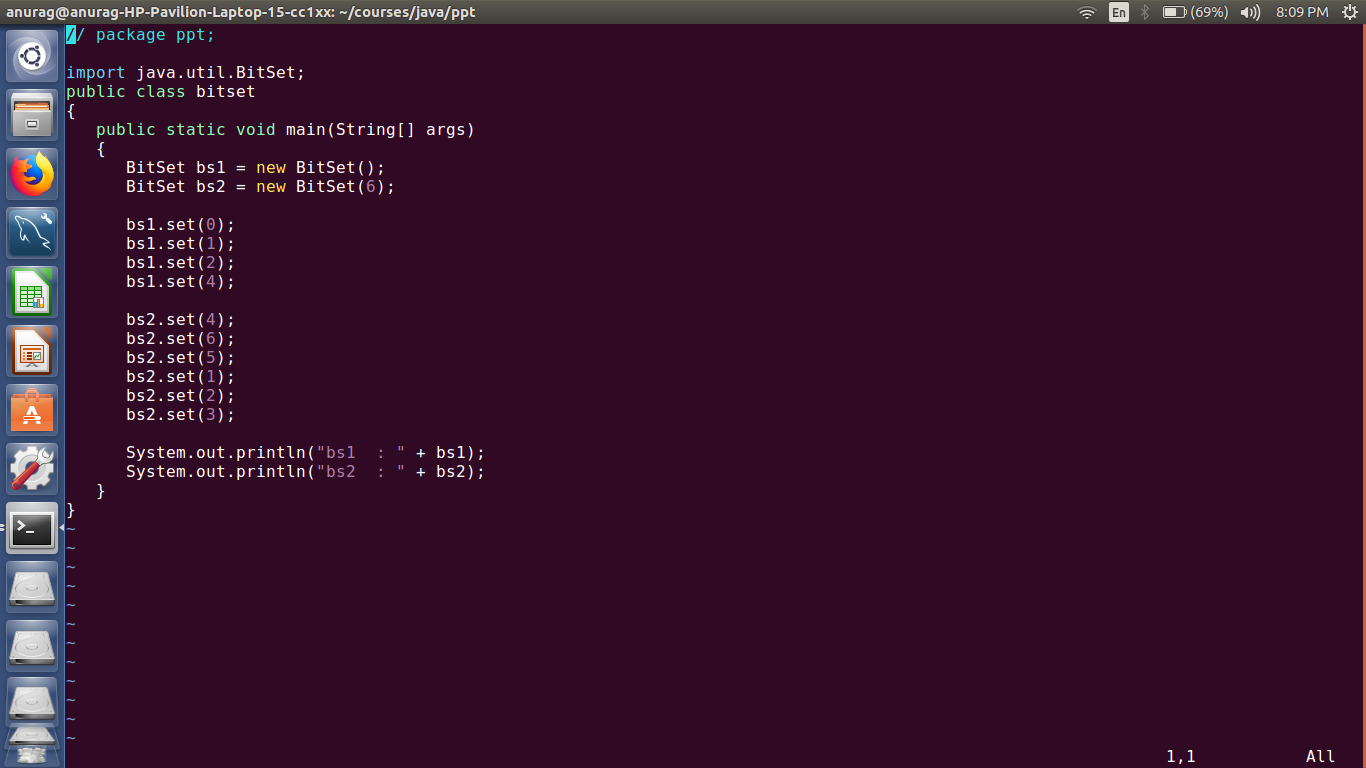 anurag@anurag-HP-Pavilion-Laptop-15-cc1xx: ~/courses/java/ppt En (69%) 8:09 PM
// package ppt;
import java.util.BitSet;
public class bitset
{
public static void main(String[] args)
{
BitSet bs1 = new BitSet();
BitSet bs2 = new BitSet(6);
bs1.set(0);
bs1.set(1);
bs1.set(2);
bs1.set(4);
bs2.set(4);
bs2.set(6);
bs2.set(5);
bs2.set(1);
bs2.set(2);
bs2.set(3);
System.out.println("bs1  : " + bs1);
System.out.println("bs2  : " + bs2);
}
}
~
~
~
~
~
~
~
~
~
~
~
~
1,1 All